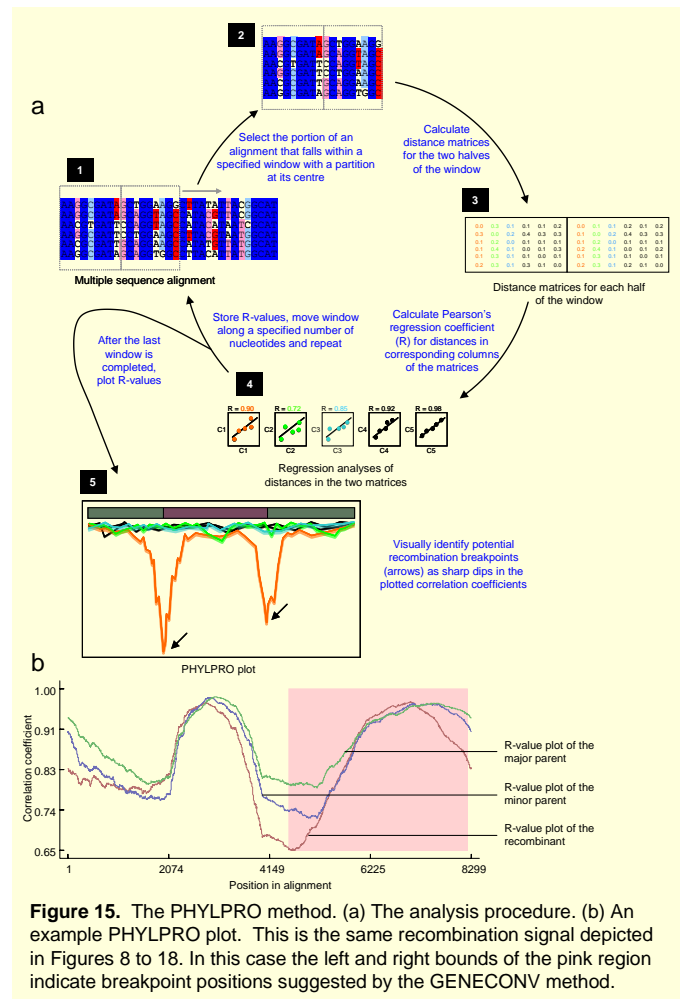 a
2
Select the portion of an
alignment that falls within a
specified window with a partition
at its centre
Calculate
distance matrices
for the two halves
of the window
1
Multiple sequence alignment
3
Distance matrices for each half
of the window
Calculate Pearson's
regression coefficient
(R) for distances in
corresponding columns
of the matrices
Store R-values, move window
along a specified number of
nucleotides and repeat
After the last
window is
completed,
plot R-values
4
R = 0.90 R = 0.72 R = 0.85 R = 0.92 R = 0.98
C1 C2 C3 C4 C5
C1 C2 C3 C4 C5
Regression analyses of
distances in the two matrices
5
Visually identify potential
recombination breakpoints
(arrows) as sharp dips in the
plotted correlation coefficients
PHYLPRO plot
b
Correlation coefficient
1.00
0.91
0.83
0.74
0.65
R-value plot of the
major parent
R-value plot of the
minor parent
R-value plot of the
recombinant
1 2074 4149 6225 8299
Position in alignment
Figure 15. The PHYLPRO method. (a) The analysis procedure. (b) An
example PHYLPRO plot. This is the same recombination signal depicted
in Figures 8 to 18. In this case the left and right bounds of the pink region
indicate breakpoint positions suggested by the GENECONV method.